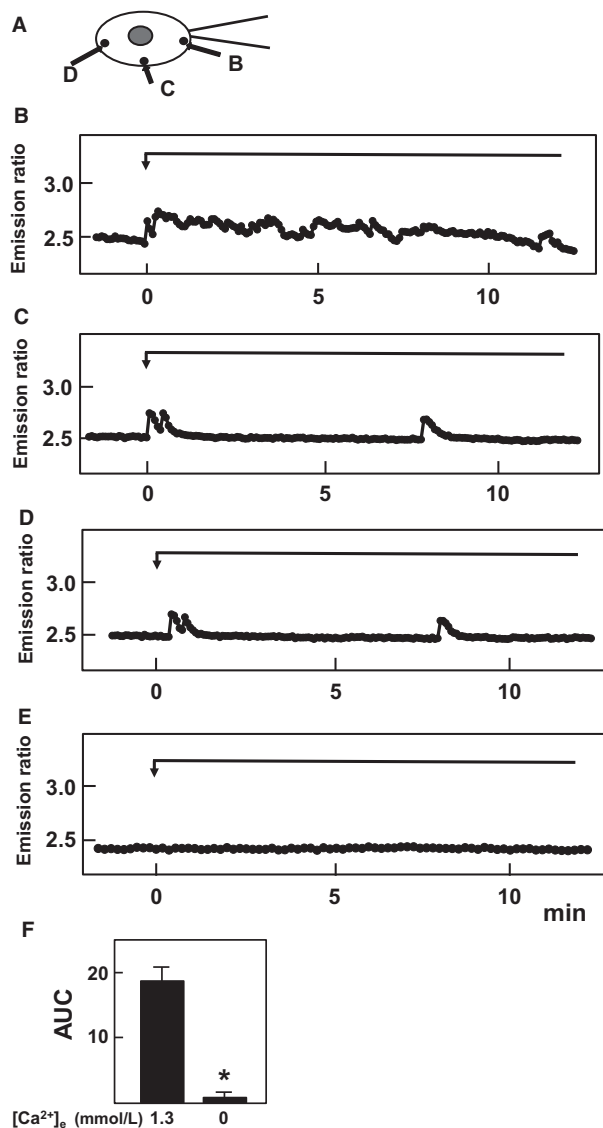 A
D
C
B
B
Emission ratio
3.0
2.5
0 5 10
C
Emission ratio
3.0
2.5
0 5 10
D
Emission ratio
3.0
2.5
0 5 10
E
Emission ratio
3.0
2.5
0 5 10
min
F
AUC
20
10
*
[Ca²⁺]ₑ (mmol/L) 1.3 0